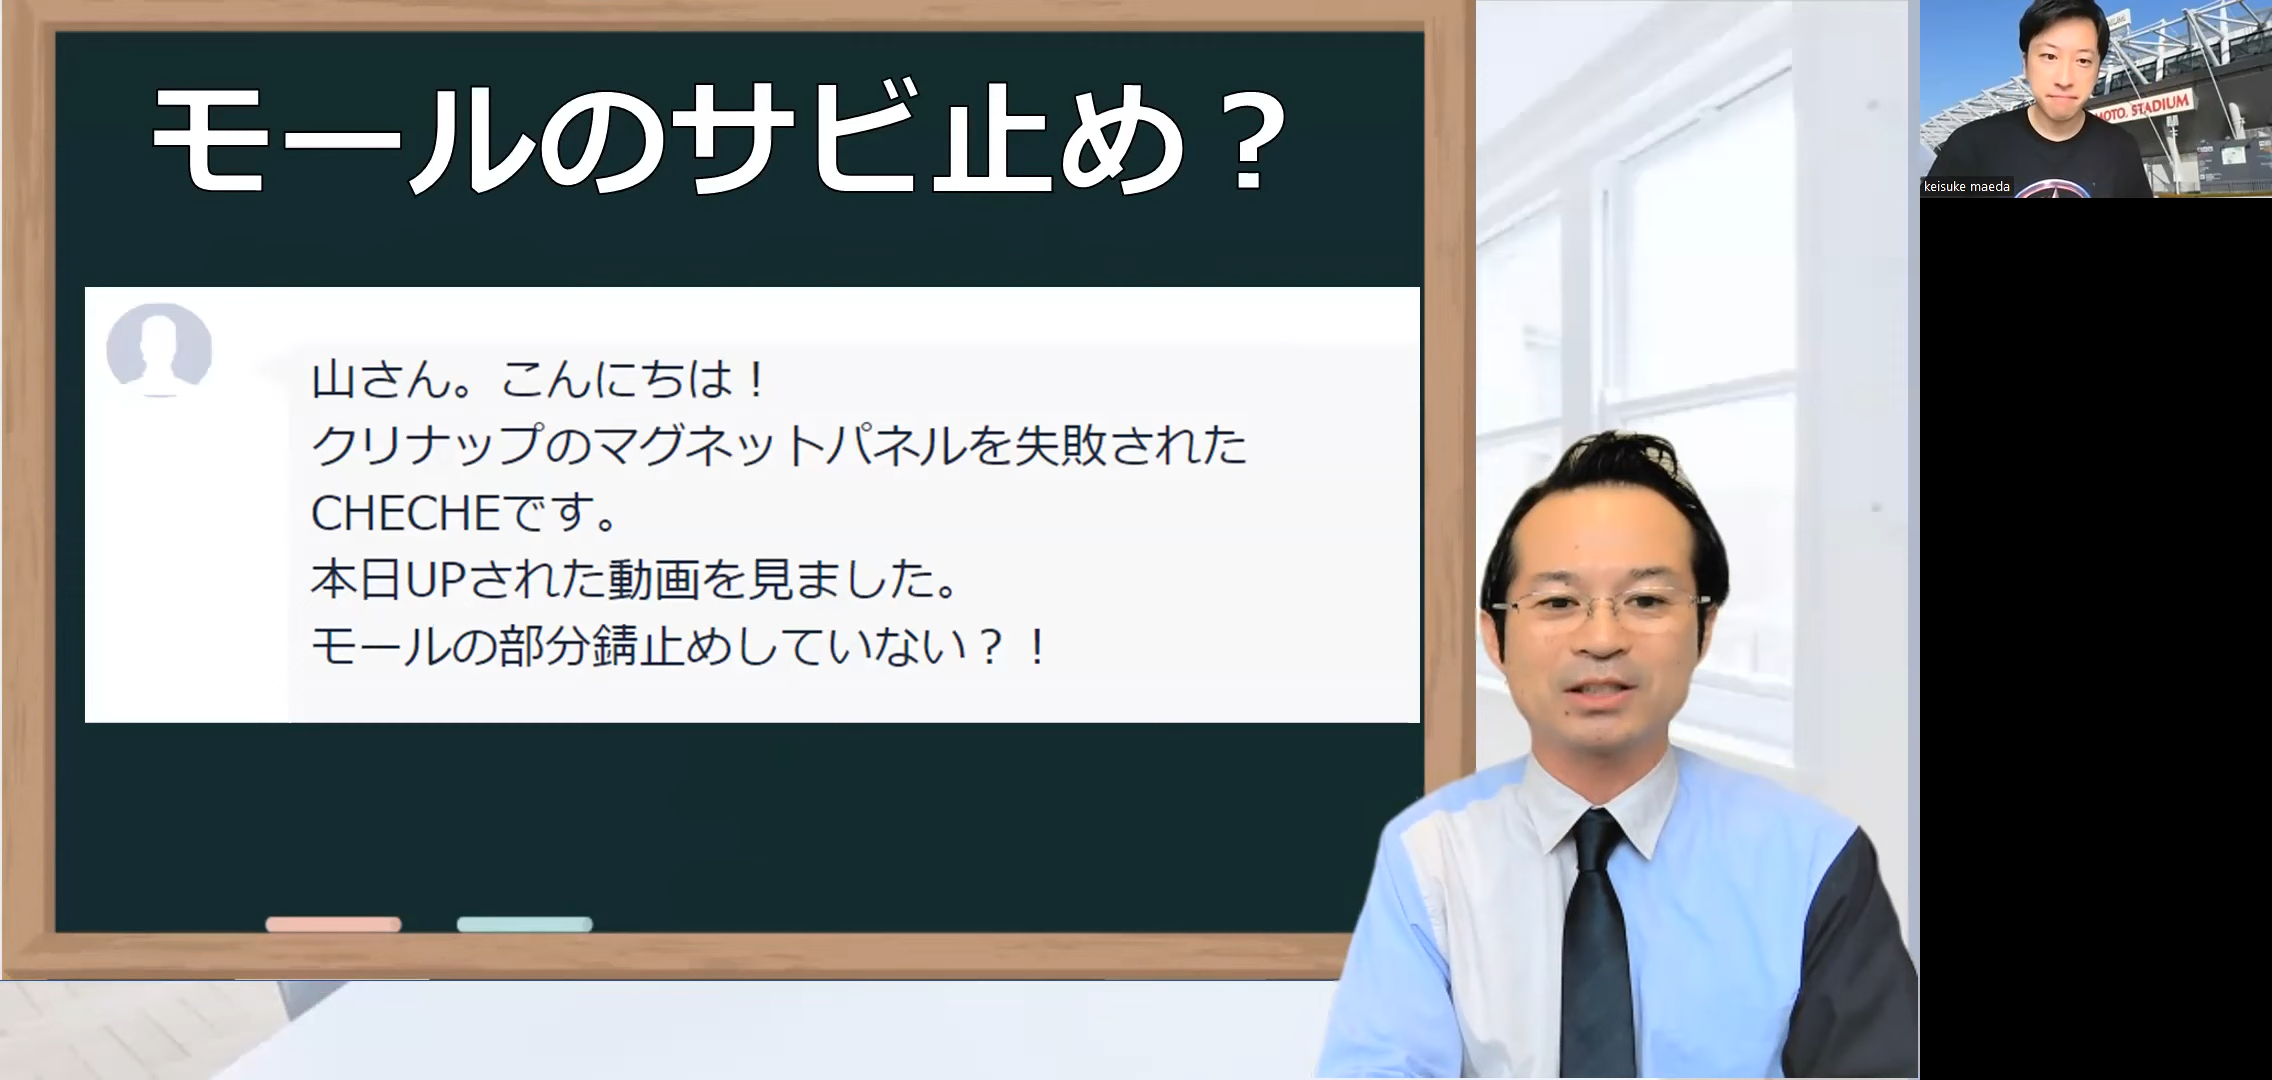 モールのサビ止め？
山さん。こんにちは！
クリナップのマグネットパネルを失敗された
CHECHEです。
本日UPされた動画を見ました。
モールの部分錆止めしていない？！
OTO. STADIUM
keisuke maeda